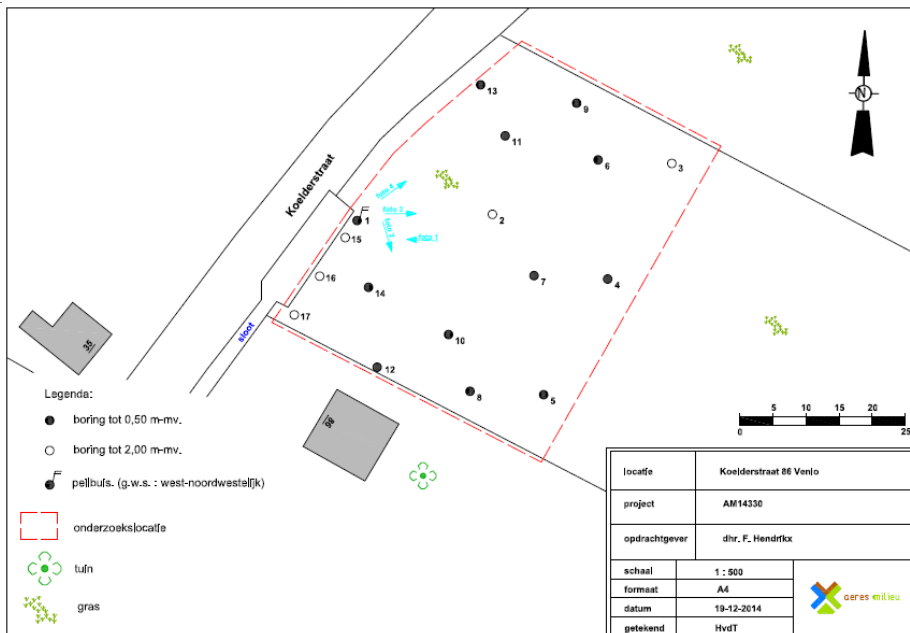 13
9
11
6
3
Koelderstraat
foto 4
foto 3
foto 2
foto 1
1
2
15
16
14
7
4
17
sloot
10
12
8
5
35
86
N
Legenda:
boring tot 0,50 m-mv.
boring tot 2,00 m-mv.
peilbuis. (g.w.s. : west-noordwestelijk)
onderzoekslocatie
tuin
gras
5 10 15 20
0 25
locatie Koelderstraat 86 Venlo
project AM14330
opdrachtgever dhr. F. Hendrikx
schaal 1 : 500
formaat A4
datum 19-12-2014
getekend HvdT
ceres milieu